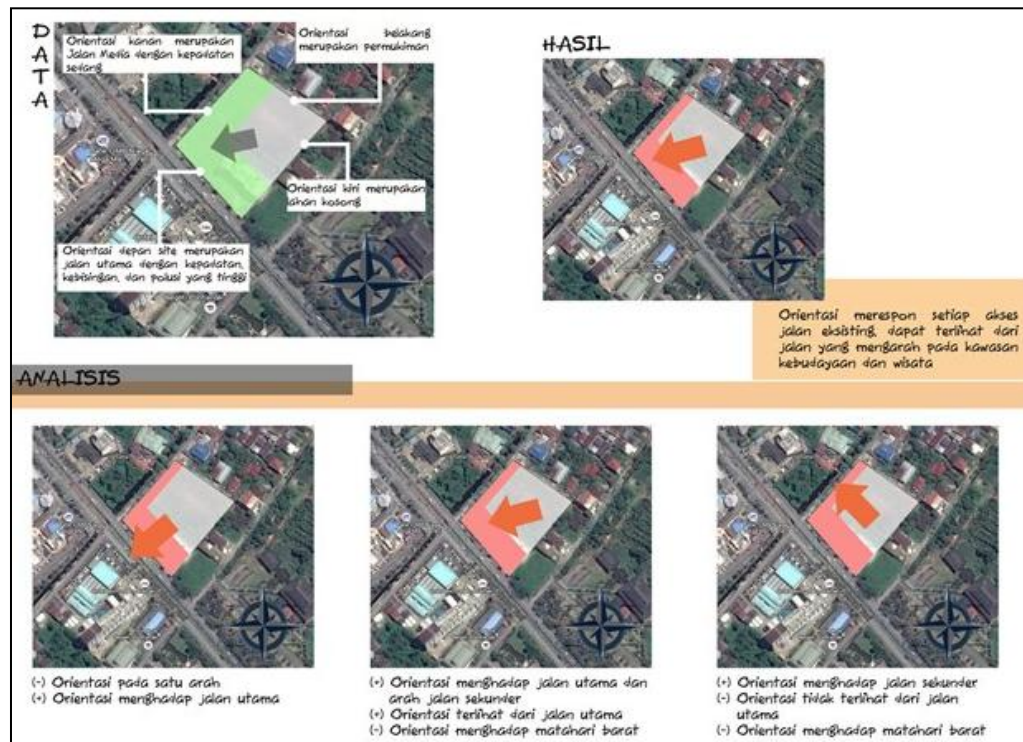 DATA
Orientasi kanan merupakan
Jalan Media dengan kepadatan
sedang
Orientasi belakang
merupakan permukiman
Orientasi kiri merupakan
lahan kosong
Orientasi depan site merupakan
jalan utama dengan kepadatan,
kebisingan, dan polusi yang tinggi
HASIL
Orientasi merespon setiap akses
jalan eksisting, dapat terlihat dari
jalan yang mengarah pada kawasan
kebudayaan dan wisata
ANALISIS
(-) Orientasi pada satu arah
(+) Orientasi menghadap jalan utama
(+) Orientasi menghadap jalan utama dan
arah jalan sekunder
(+) Orientasi terlihat dari jalan utama
(-) Orientasi menghadap matahari barat
(+) Orientasi menghadap jalan sekunder
(-) Orientasi tidak terlihat dari jalan
utama
(-) Orientasi menghadap matahari barat